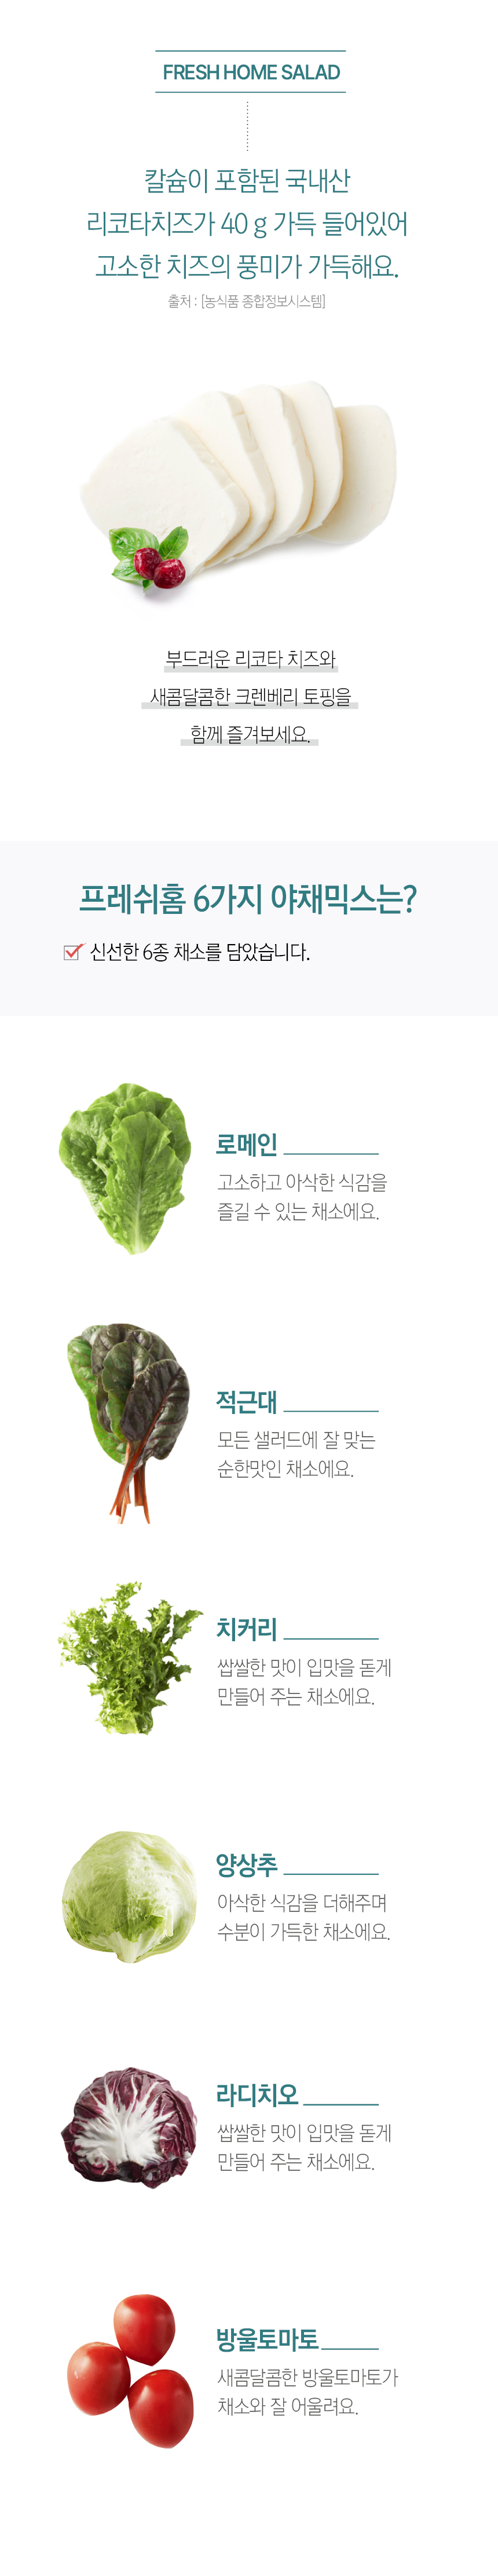 FRESH HOME SALAD
칼슘이 포함된 국내산
리코타치즈가 40 g 가득 들어있어
고소한 치즈의 풍미가 가득해요.
출처 : [농식품 종합정보시스템]
부드러운 리코타 치즈와
새콤달콤한 크렌베리 토핑을
함께 즐겨보세요.
프레쉬홈 6가지 야채믹스는?
신선한 6종 채소를 담았습니다.
로메인
고소하고 아삭한 식감을
즐길 수 있는 채소에요.
적근대
모든 샐러드에 잘 맞는
순한맛인 채소에요.
치커리
쌉쌀한 맛이 입맛을 돋게
만들어 주는 채소에요.
양상추
아삭한 식감을 더해주며
수분이 가득한 채소에요.
라디치오
쌉쌀한 맛이 입맛을 돋게
만들어 주는 채소에요.
방울토마토
새콤달콤한 방울토마토가
채소와 잘 어울려요.